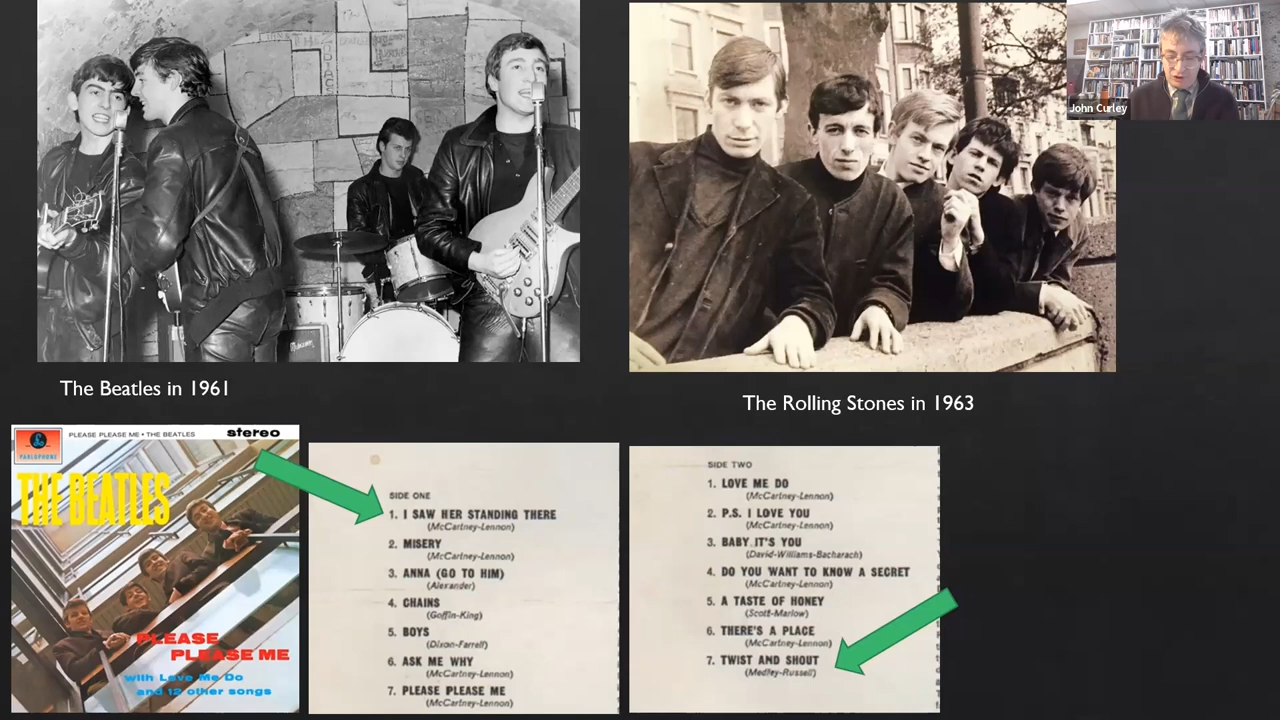 John Curley
The Beatles in 1961
The Rolling Stones in 1963
PARLOPHONE
PLEASE PLEASE ME • THE BEATLES
stereo
THE BEATLES
PLEASE
PLEASE ME
with Love Me Do
and 12 other songs
SIDE ONE
1. I SAW HER STANDING THERE
(McCartney-Lennon)
2. MISERY
(McCartney-Lennon)
3. ANNA (GO TO HIM)
(Alexander)
4. CHAINS
(Goffin-King)
5. BOYS
(Dixon-Farrell)
6. ASK ME WHY
(McCartney-Lennon)
7. PLEASE PLEASE ME
(McCartney-Lennon)
SIDE TWO
1. LOVE ME DO
(McCartney-Lennon)
2. P.S. I LOVE YOU
(McCartney-Lennon)
3. BABY IT'S YOU
(David-Williams-Bacharach)
4. DO YOU WANT TO KNOW A SECRET
(McCartney-Lennon)
5. A TASTE OF HONEY
(Scott-Marlow)
6. THERE'S A PLACE
(McCartney-Lennon)
7. TWIST AND SHOUT
(Medley-Russell)